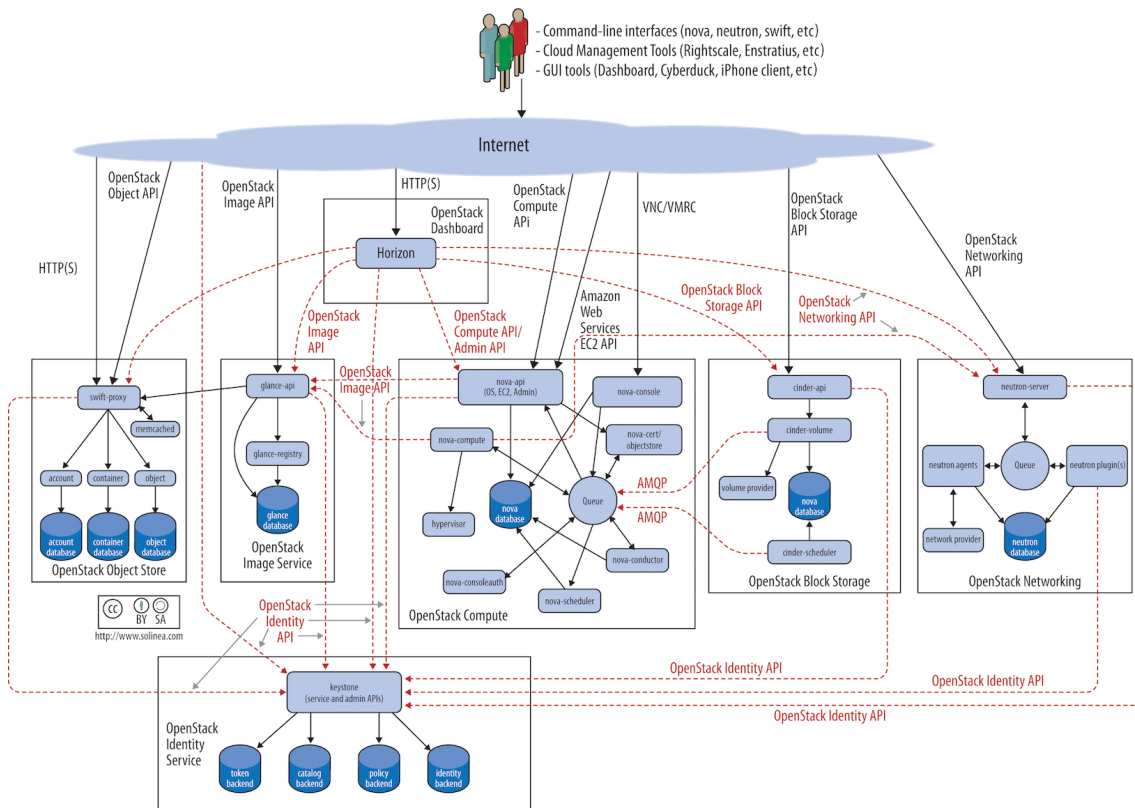 - Command-line interfaces (nova, neutron, swift, etc)
- Cloud Management Tools (Rightscale, Enstratius, etc)
- GUI tools (Dashboard, Cyberduck, iPhone client, etc)
Internet
OpenStack
Object API
OpenStack
Image API
HTTP(S)
OpenStack
Compute
APi
VNC/VMRC
OpenStack
Block Storage
API
OpenStack
Networking
API
HTTP(S)
OpenStack
Dashboard
Horizon
OpenStack
Image
API
OpenStack
Compute API/
Admin API
Amazon
Web
Services
EC2 API
OpenStack Block
Storage API
OpenStack
Networking API
OpenStack
Image API
swift-proxy
memcached
account
container
object
account
database
container
database
object
database
OpenStack Object Store
glance-api
glance-registry
glance
database
OpenStack
Image Service
nova-api
(OS, EC2, Admin)
nova-console
nova-compute
nova-cert/
objectstore
hypervisor
nova
database
Queue
nova-conductor
nova-consoleauth
nova-scheduler
OpenStack Compute
AMQP
AMQP
cinder-api
cinder-volume
volume provider
nova
database
cinder-scheduler
OpenStack Block Storage
neutron-server
neutron agents
Queue
neutron plugin(s)
network provider
neutron
database
OpenStack Networking
cc
BY SA
http://www.solinea.com
OpenStack
Identity
API
OpenStack Identity API
OpenStack Identity API
OpenStack Identity API
keystone
(service and admin APIs)
OpenStack
Identity
Service
token
backend
catalog
backend
policy
backend
identity
backend